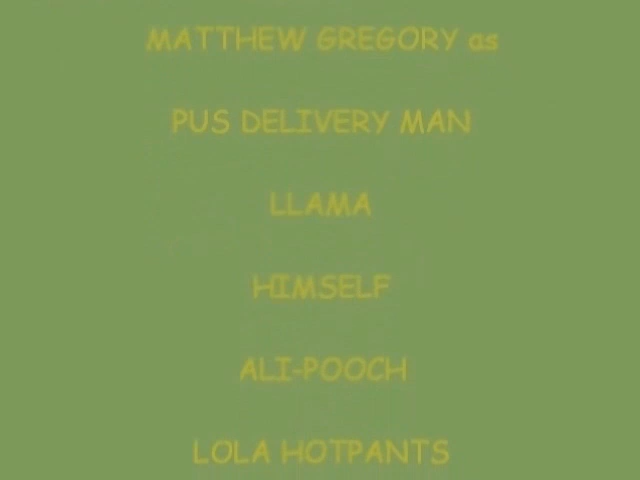 MATTHEW GREGORY as
PUS DELIVERY MAN
LLAMA
HIMSELF
ALI-POOCH
LOLA HOTPANTS